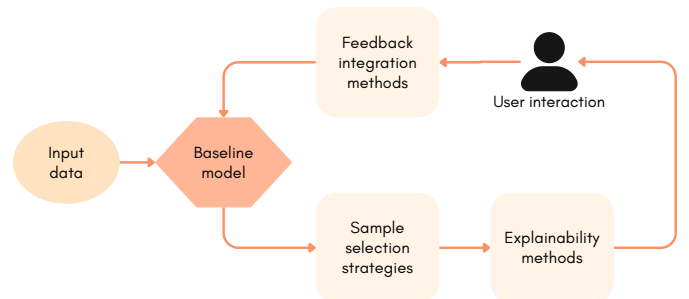 Feedback
integration
methods
User interaction
Input
data
Baseline
model
Sample
selection
strategies
Explainability
methods